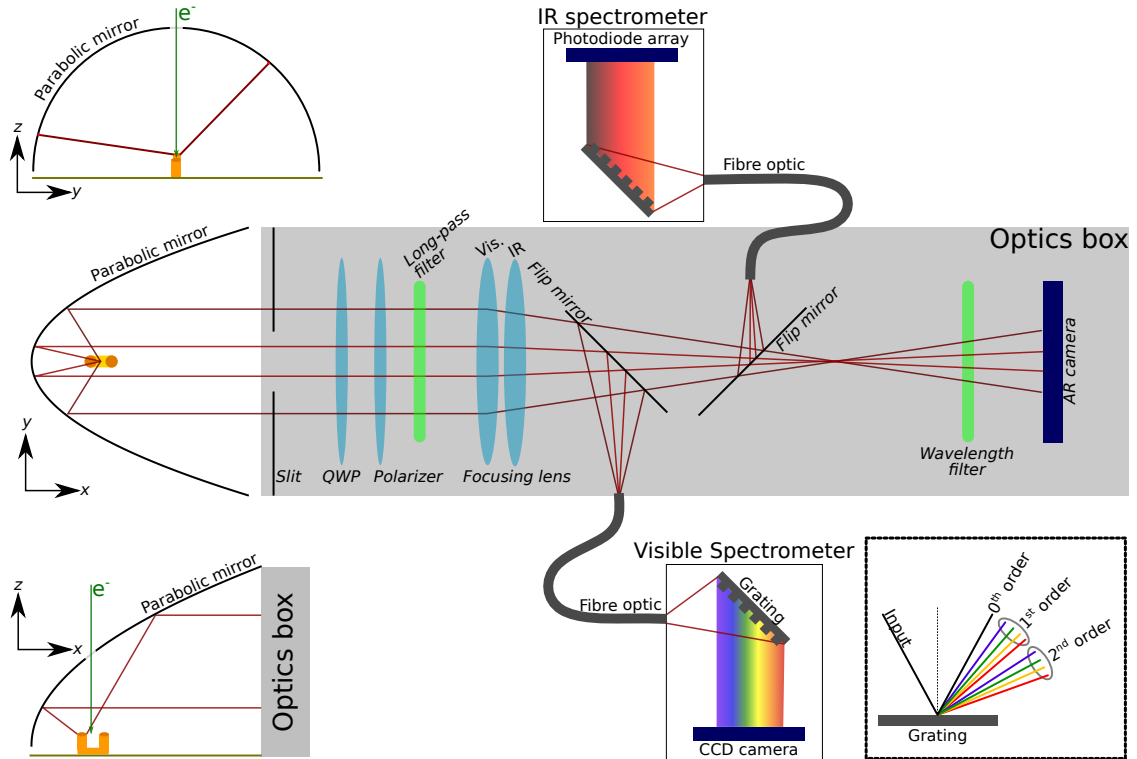 IR spectrometer
Photodiode array
e⁻
Parabolic mirror
z
y
Fibre optic
Optics box
Parabolic mirror
Long-pass
filter
Vis.
IR
Flip mirror
Flip mirror
AR camera
y
x
Slit
QWP
Polarizer
Focusing lens
Wavelength
filter
z
x
e⁻
Parabolic mirror
Optics box
Visible Spectrometer
Fibre optic
Grating
CCD camera
Input
0th order
1st order
2nd order
Grating